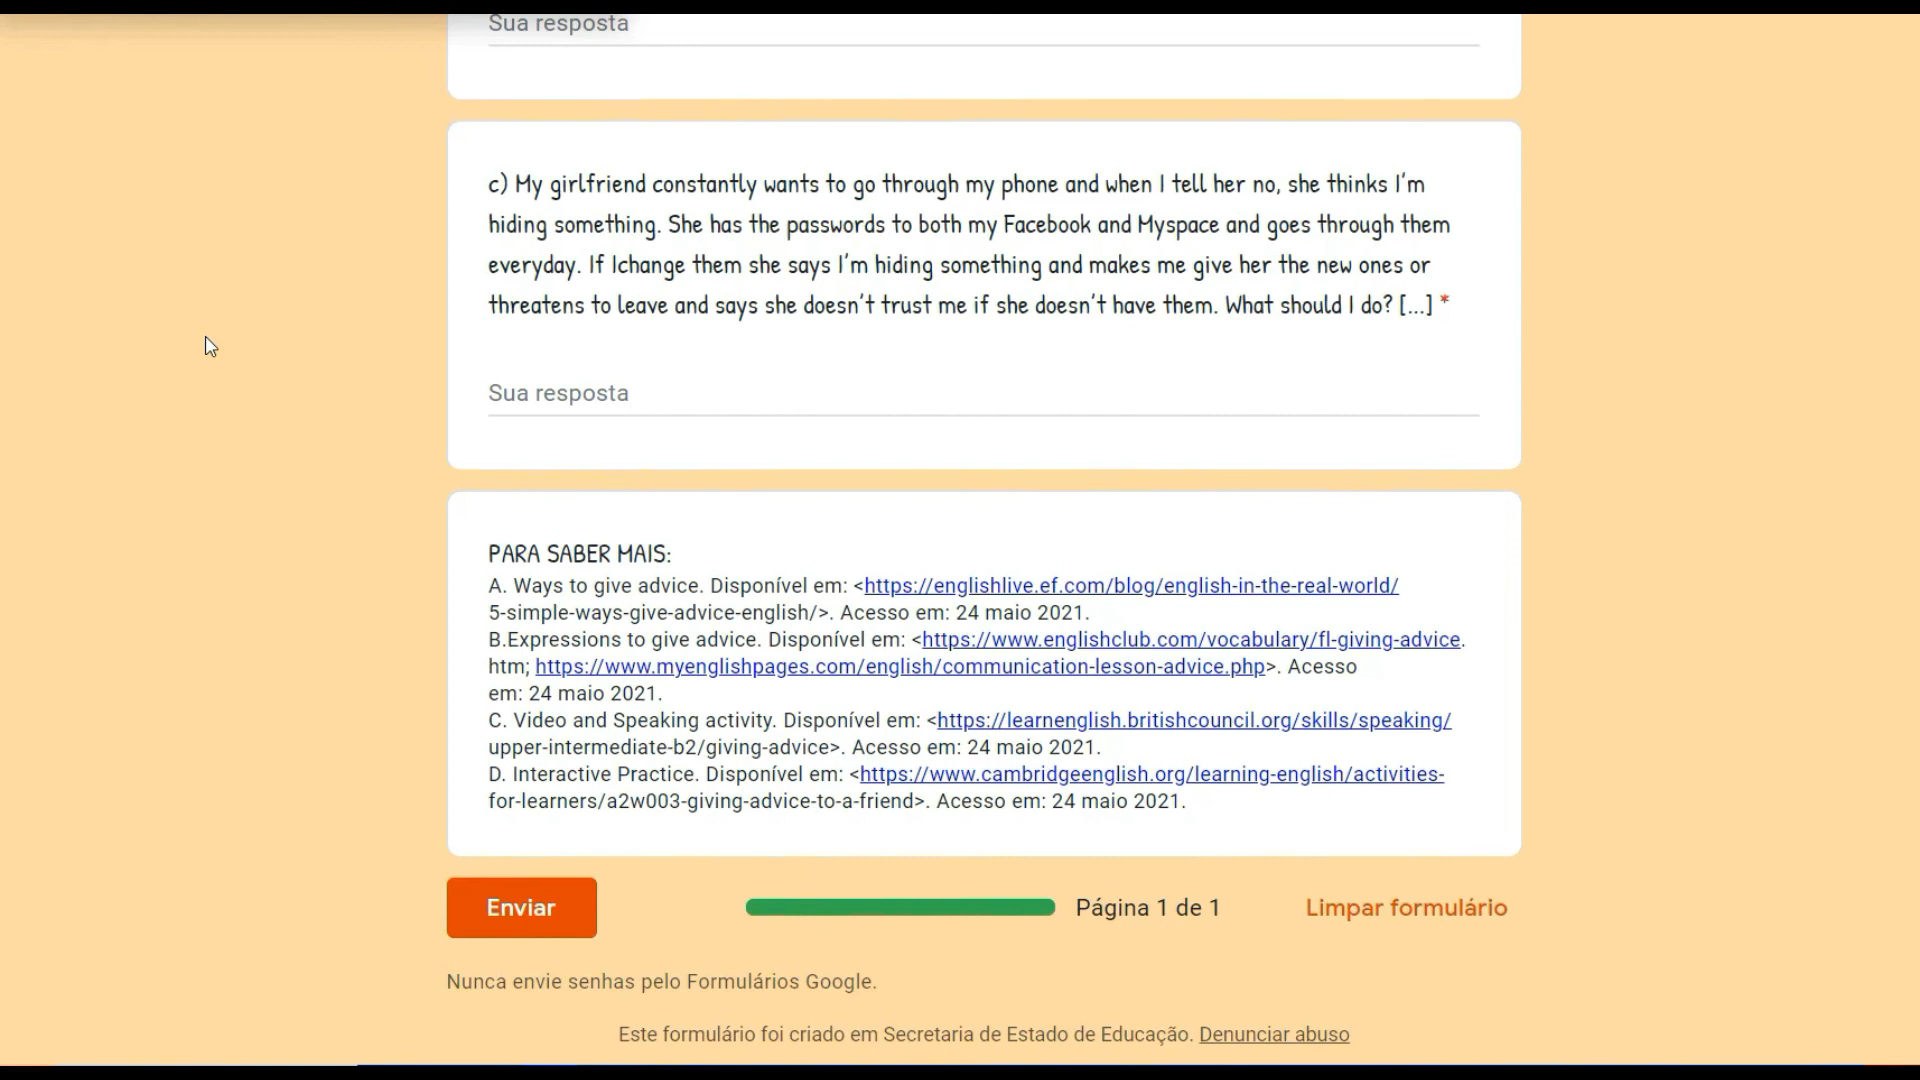 Sua resposta
c) My girlfriend constantly wants to go through my phone and when I tell her no, she thinks I'm
hiding something. She has the passwords to both my Facebook and Myspace and goes through them
everyday. If Ichange them she says I'm hiding something and makes me give her the new ones or
threatens to leave and says she doesn't trust me if she doesn't have them. What should I do? [...] *
Sua resposta
PARA SABER MAIS:
A. Ways to give advice. Disponível em: <https://englishlive.ef.com/blog/english-in-the-real-world/
5-simple-ways-give-advice-english/>. Acesso em: 24 maio 2021.
B.Expressions to give advice. Disponível em: <https://www.englishclub.com/vocabulary/fl-giving-advice.
htm; https://www.myenglishpages.com/english/communication-lesson-advice.php>. Acesso
em: 24 maio 2021.
C. Video and Speaking activity. Disponível em: <https://learnenglish.britishcouncil.org/skills/speaking/
upper-intermediate-b2/giving-advice>. Acesso em: 24 maio 2021.
D. Interactive Practice. Disponível em: <https://www.cambridgeenglish.org/learning-english/activities-
for-learners/a2w003-giving-advice-to-a-friend>. Acesso em: 24 maio 2021.
Enviar
Página 1 de 1
Limpar formulário
Nunca envie senhas pelo Formulários Google.
Este formulário foi criado em Secretaria de Estado de Educação. Denunciar abuso